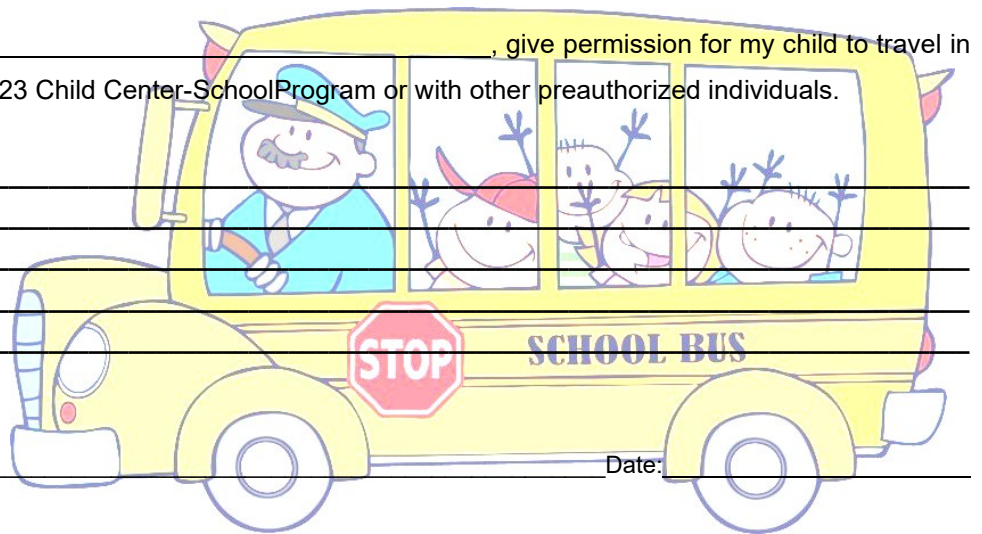 , give permission for my child to travel in
23 Child Center-SchoolProgram or with other preauthorized individuals.
STOP
SCHOOL BUS
Date: